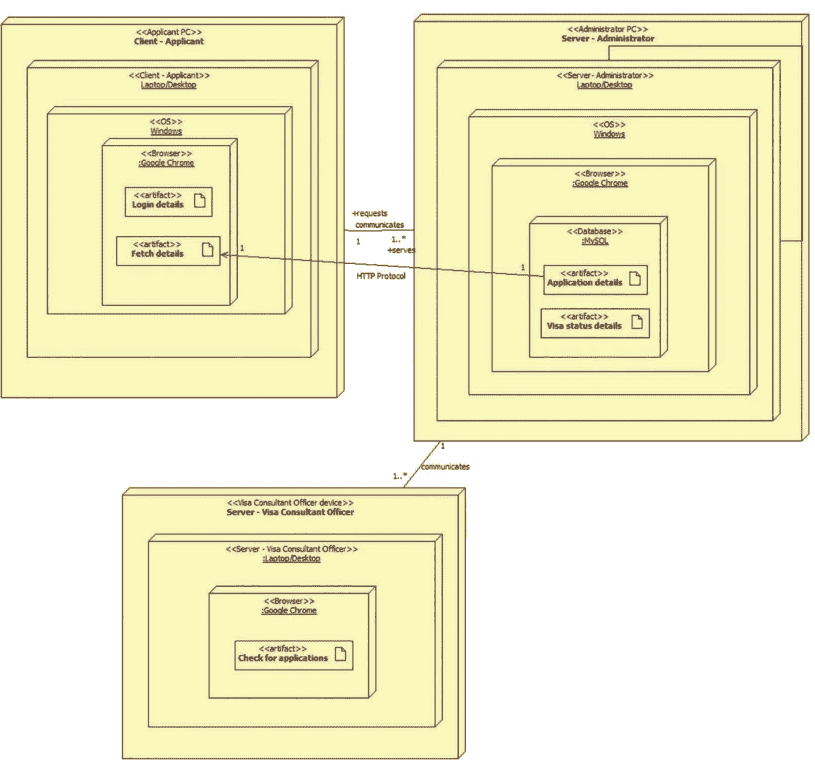 <<Applicant PC>>
Client - Applicant
<<Client - Applicant>>
Laptop/Desktop
<<OS>>
Windows
<<Browser>>
:Google Chrome
<<artifact>>
Login details
<<artifact>>
Fetch details
+requests
communicates
1
1..*
+serves
1
1
HTTP Protocol
<<Administrator PC>>
Server - Administrator
<<Server- Administrator>>
Laptop/Desktop
<<OS>>
Windows
<<Browser>>
:Google Chrome
<<Database>>
:MySQL
<<artifact>>
Application details
<<artifact>>
Visa status details
1
communicates
1..*
<<Visa Consultant Officer device>>
Server - Visa Consultant Officer
<<Server - Visa Consultant Officer>>
:Laptop/Desktop
<<Browser>>
:Google Chrome
<<artifact>>
Check for applications